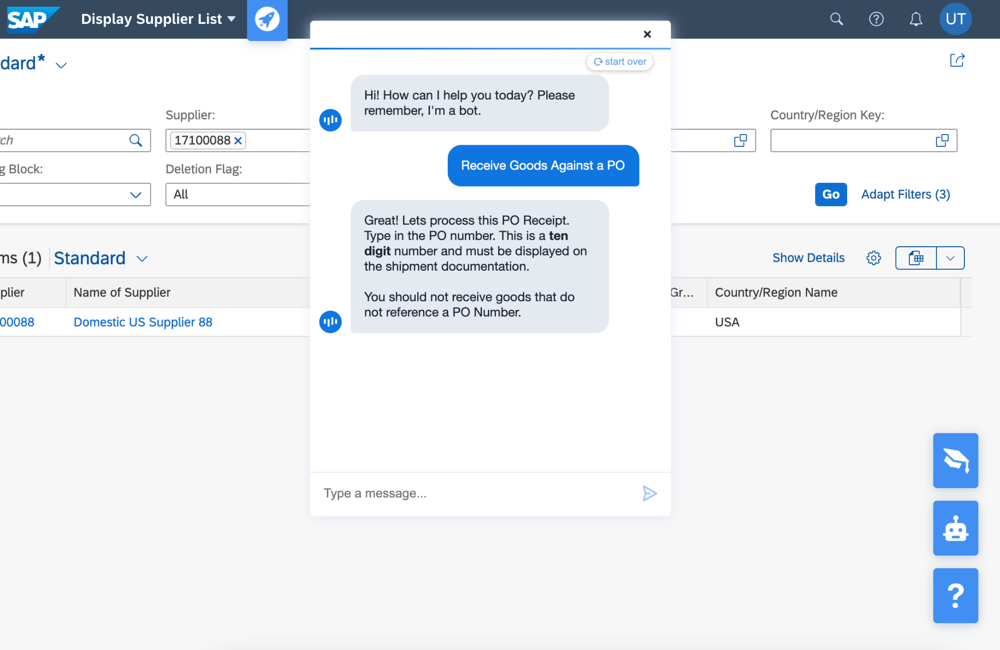 SAP
Display Supplier List
UT
dard*
start over
Hi! How can I help you today? Please
remember, I'm a bot.
Supplier:
Country/Region Key:
ch
17100088
Receive Goods Against a PO
g Block:
Deletion Flag:
All
Go
Adapt Filters (3)
Great! Lets process this PO Receipt.
Type in the PO number. This is a ten
digit number and must be displayed on
the shipment documentation.
You should not receive goods that do
not reference a PO Number.
ms (1)
Standard
Show Details
plier
Name of Supplier
Gr...
Country/Region Name
00088
Domestic US Supplier 88
USA
Type a message...